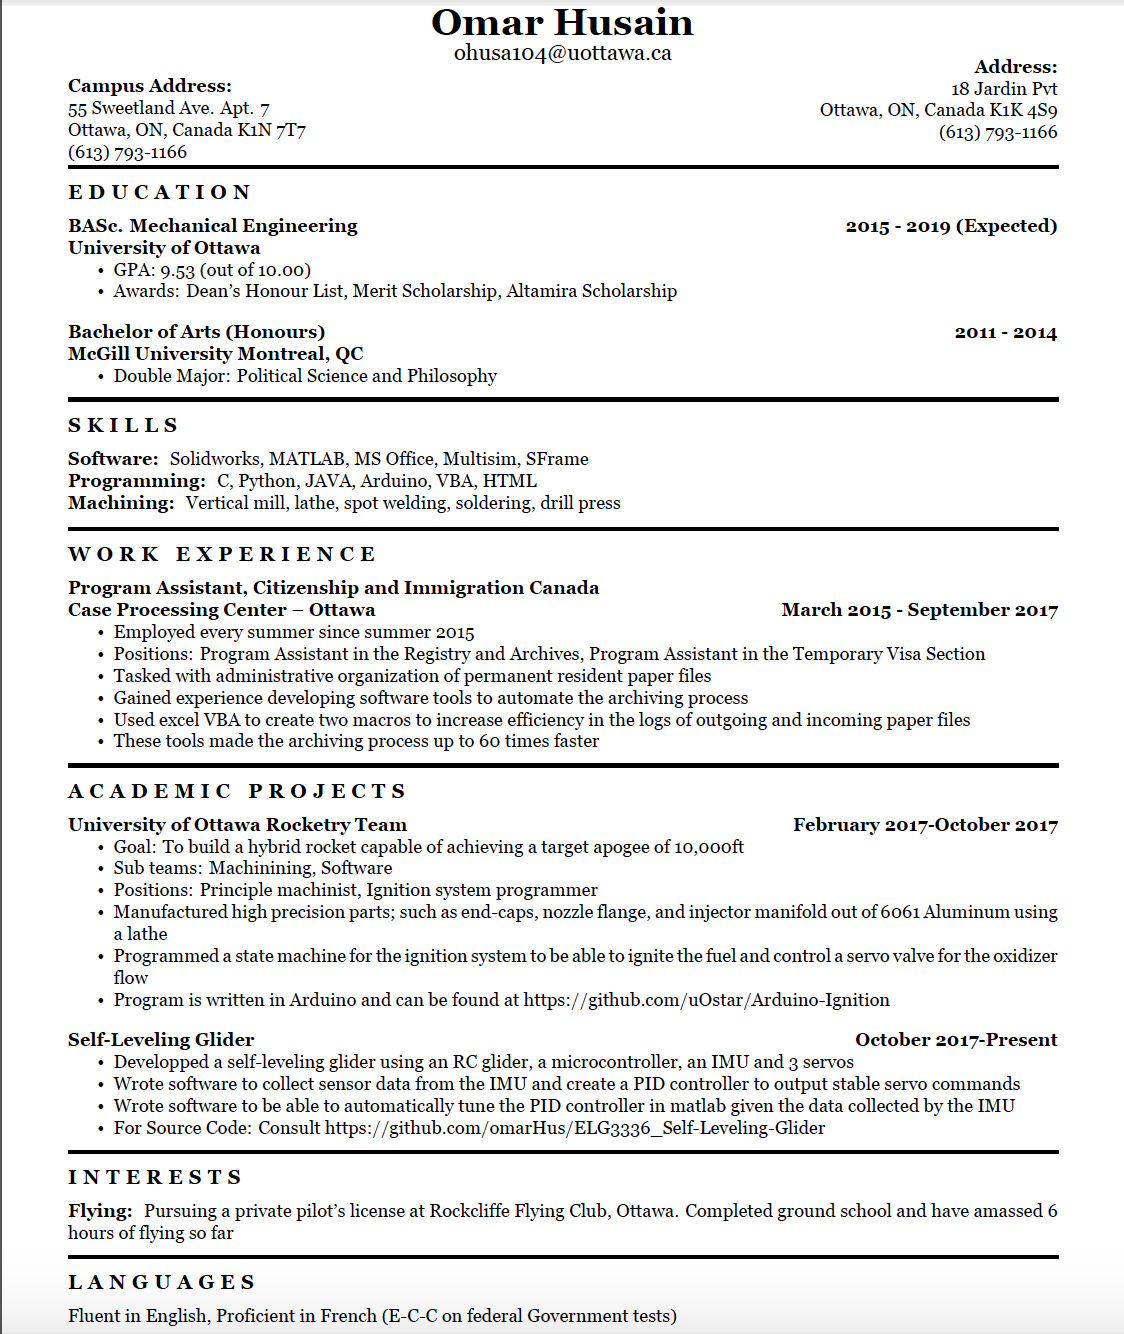 Omar Husain
ohusa104@uottawa.ca
Campus Address:
55 Sweetland Ave. Apt. 7
Ottawa, ON, Canada K1N 7T7
(613) 793-1166
Address:
18 Jardin Pvt
Ottawa, ON, Canada K1K 4S9
(613) 793-1166
EDUCATION
BASc. Mechanical Engineering 2015 - 2019 (Expected)
University of Ottawa
• GPA: 9.53 (out of 10.00)
• Awards: Dean's Honour List, Merit Scholarship, Altamira Scholarship
Bachelor of Arts (Honours) 2011 - 2014
McGill University Montreal, QC
• Double Major: Political Science and Philosophy
SKILLS
Software: Solidworks, MATLAB, MS Office, Multisim, SFrame
Programming: C, Python, JAVA, Arduino, VBA, HTML
Machining: Vertical mill, lathe, spot welding, soldering, drill press
WORK EXPERIENCE
Program Assistant, Citizenship and Immigration Canada
Case Processing Center – Ottawa March 2015 - September 2017
• Employed every summer since summer 2015
• Positions: Program Assistant in the Registry and Archives, Program Assistant in the Temporary Visa Section
• Tasked with administrative organization of permanent resident paper files
• Gained experience developing software tools to automate the archiving process
• Used excel VBA to create two macros to increase efficiency in the logs of outgoing and incoming paper files
• These tools made the archiving process up to 60 times faster
ACADEMIC PROJECTS
University of Ottawa Rocketry Team February 2017-October 2017
• Goal: To build a hybrid rocket capable of achieving a target apogee of 10,000ft
• Sub teams: Machinining, Software
• Positions: Principle machinist, Ignition system programmer
• Manufactured high precision parts; such as end-caps, nozzle flange, and injector manifold out of 6061 Aluminum using
a lathe
• Programmed a state machine for the ignition system to be able to ignite the fuel and control a servo valve for the oxidizer
flow
• Program is written in Arduino and can be found at https://github.com/uOstar/Arduino-Ignition
Self-Leveling Glider October 2017-Present
• Developped a self-leveling glider using an RC glider, a microcontroller, an IMU and 3 servos
• Wrote software to collect sensor data from the IMU and create a PID controller to output stable servo commands
• Wrote software to be able to automatically tune the PID controller in matlab given the data collected by the IMU
• For Source Code: Consult https://github.com/omarHus/ELG3336_Self-Leveling-Glider
INTERESTS
Flying: Pursuing a private pilot's license at Rockcliffe Flying Club, Ottawa. Completed ground school and have amassed 6
hours of flying so far
LANGUAGES
Fluent in English, Proficient in French (E-C-C on federal Government tests)